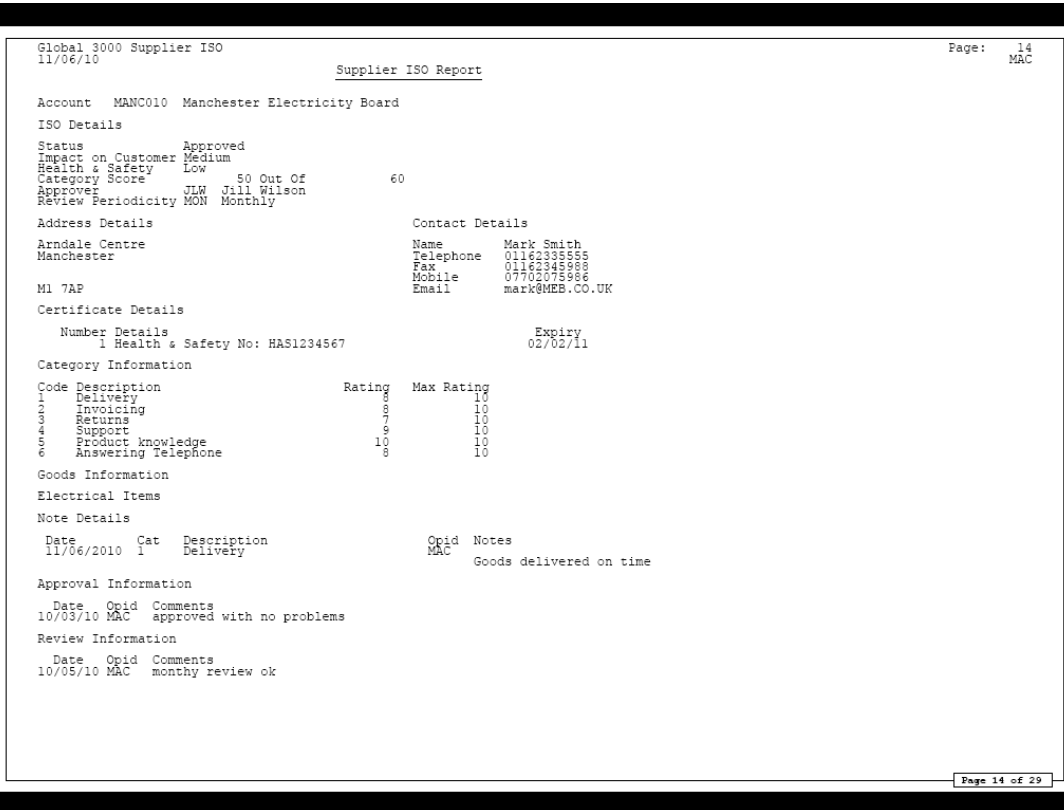 Global 3000 Supplier ISO Page: 14
11/06/10 MAC
Supplier ISO Report
Account MANC010 Manchester Electricity Board
ISO Details
Status Approved
Impact on Customer Medium
Health & Safety Low
Category Score 50 Out Of 60
Approver JLW Jill Wilson
Review Periodicity MON Monthly
Address Details Contact Details
Arndale Centre Name Mark Smith
Manchester Telephone 01162335555
Fax 01162345988
Mobile 07702075986
M1 7AP Email mark@MEB.CO.UK
Certificate Details
Number Details Expiry
1 Health & Safety No: HAS1234567 02/02/11
Category Information
Code Description Rating Max Rating
1 Delivery 8 10
2 Invoicing 8 10
3 Returns 7 10
4 Support 9 10
5 Product knowledge 10 10
6 Answering Telephone 8 10
Goods Information
Electrical Items
Note Details
Date Cat Description Opid Notes
11/06/2010 1 Delivery MAC
Goods delivered on time
Approval Information
Date Opid Comments
10/03/10 MAC approved with no problems
Review Information
Date Opid Comments
10/05/10 MAC monthy review ok
Page 14 of 29